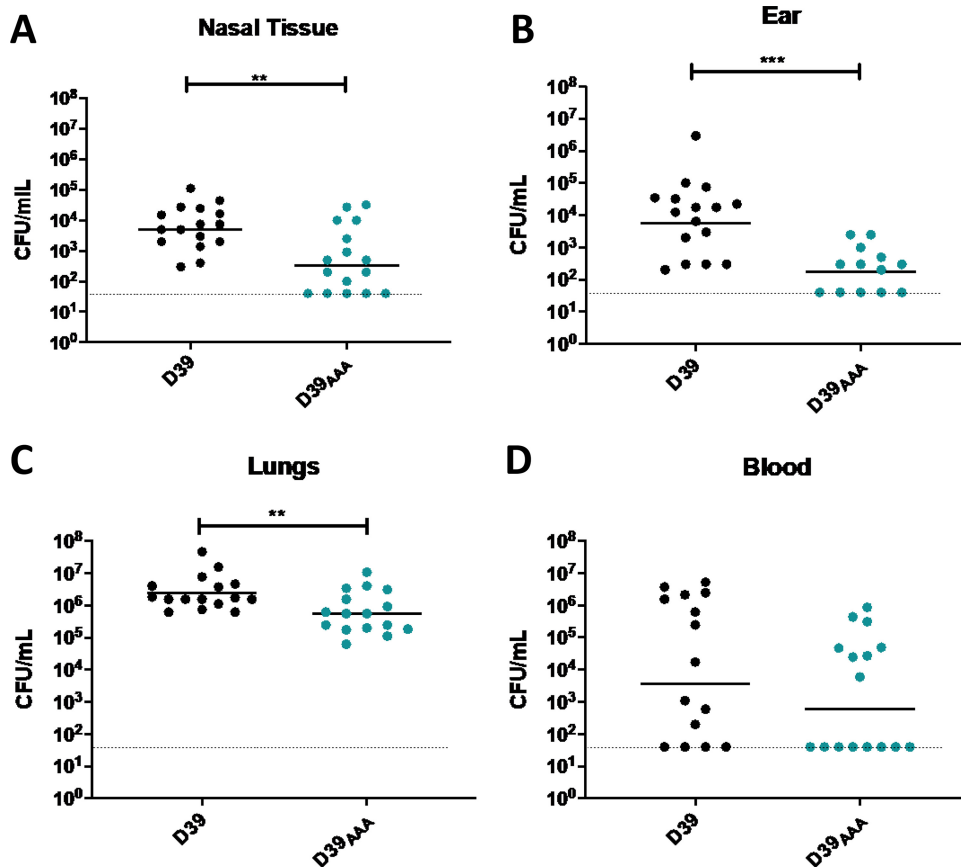 A
Nasal Tissue
**
CFU/mL
10⁸
10⁷
10⁶
10⁵
10⁴
10³
10²
10¹
10⁰
D39
D39AAA
B
Ear
***
CFU/mL
10⁸
10⁷
10⁶
10⁵
10⁴
10³
10²
10¹
10⁰
D39
D39AAA
C
Lungs
**
CFU/mL
10⁸
10⁷
10⁶
10⁵
10⁴
10³
10²
10¹
10⁰
D39
D39AAA
D
Blood
CFU/mL
10⁸
10⁷
10⁶
10⁵
10⁴
10³
10²
10¹
10⁰
D39
D39AAA